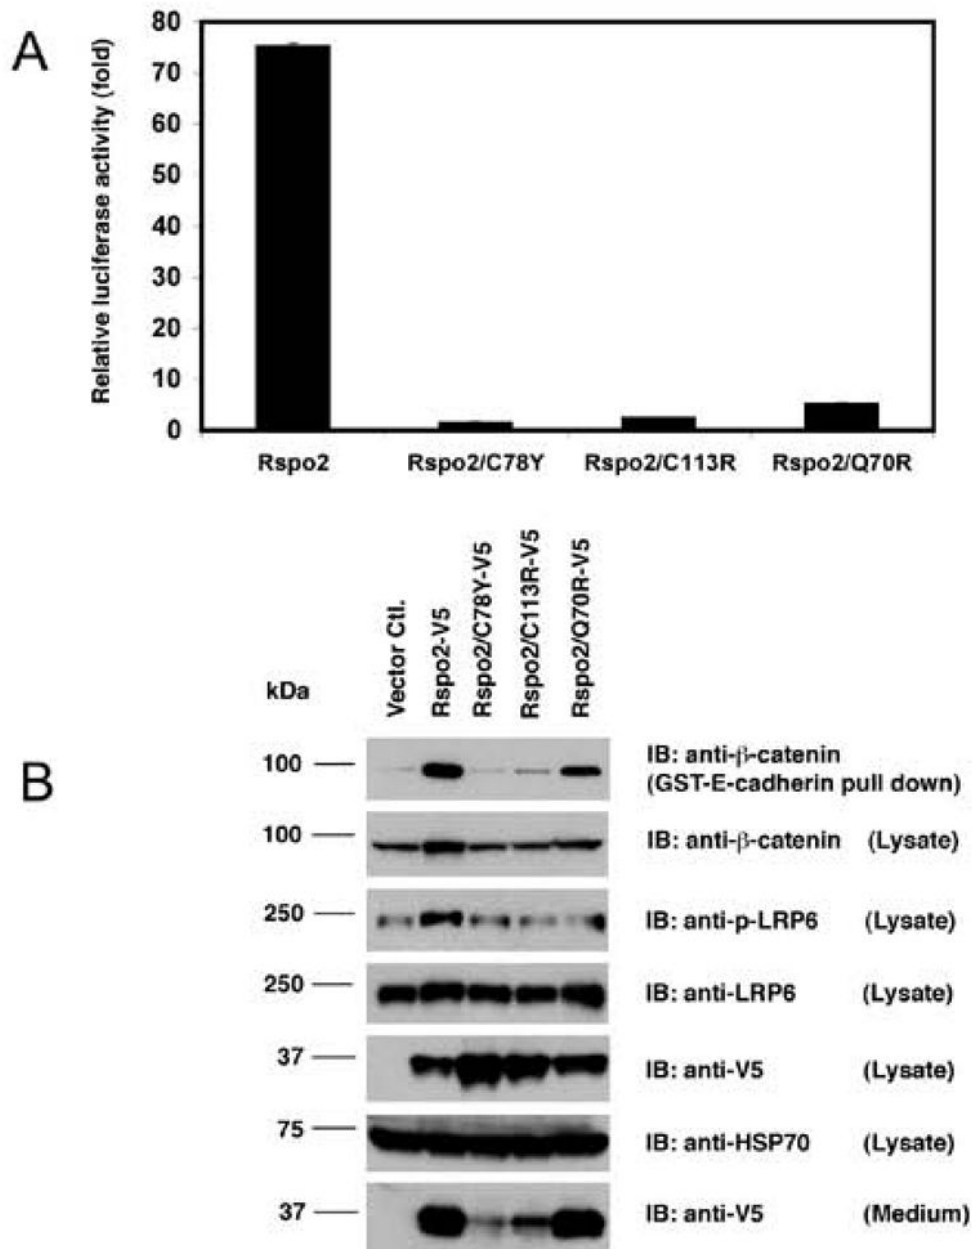 A
Relative luciferase activity (fold)
80
70
60
50
40
30
20
10
0
Rspo2 Rspo2/C78Y Rspo2/C113R Rspo2/Q70R
B
kDa
Vector Ctl.
Rspo2-V5
Rspo2/C78Y-V5
Rspo2/C113R-V5
Rspo2/Q70R-V5
100 IB: anti-β-catenin
(GST-E-cadherin pull down)
100 IB: anti-β-catenin (Lysate)
250 IB: anti-p-LRP6 (Lysate)
250 IB: anti-LRP6 (Lysate)
37 IB: anti-V5 (Lysate)
75 IB: anti-HSP70 (Lysate)
37 IB: anti-V5 (Medium)